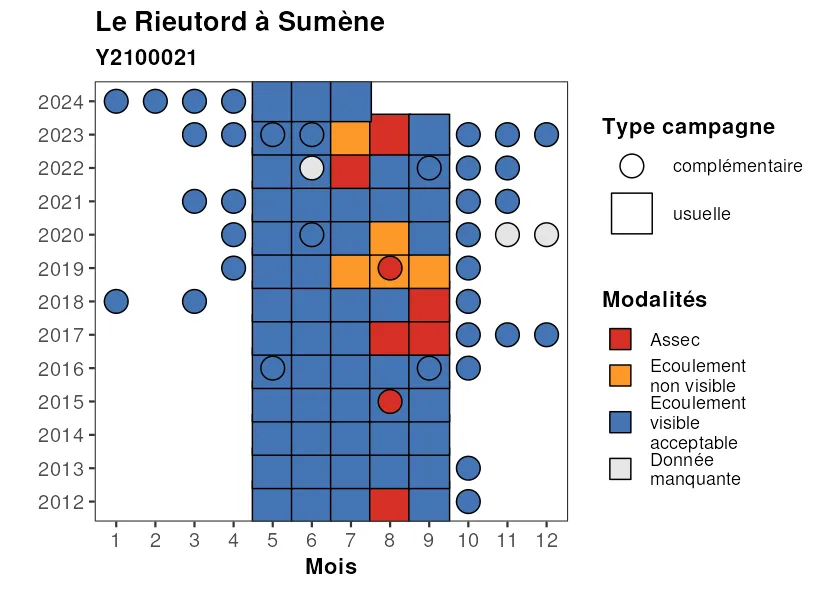 Le Rieutord à Sumène
Y2100021
2024
2023
2022
2021
2020
2019
2018
2017
2016
2015
2014
2013
2012
1 2 3 4 5 6 7 8 9 10 11 12
Mois
Type campagne
complémentaire
usuelle
Modalités
Assec
Ecoulement
non visible
Ecoulement
visible
acceptable
Donnée
manquante